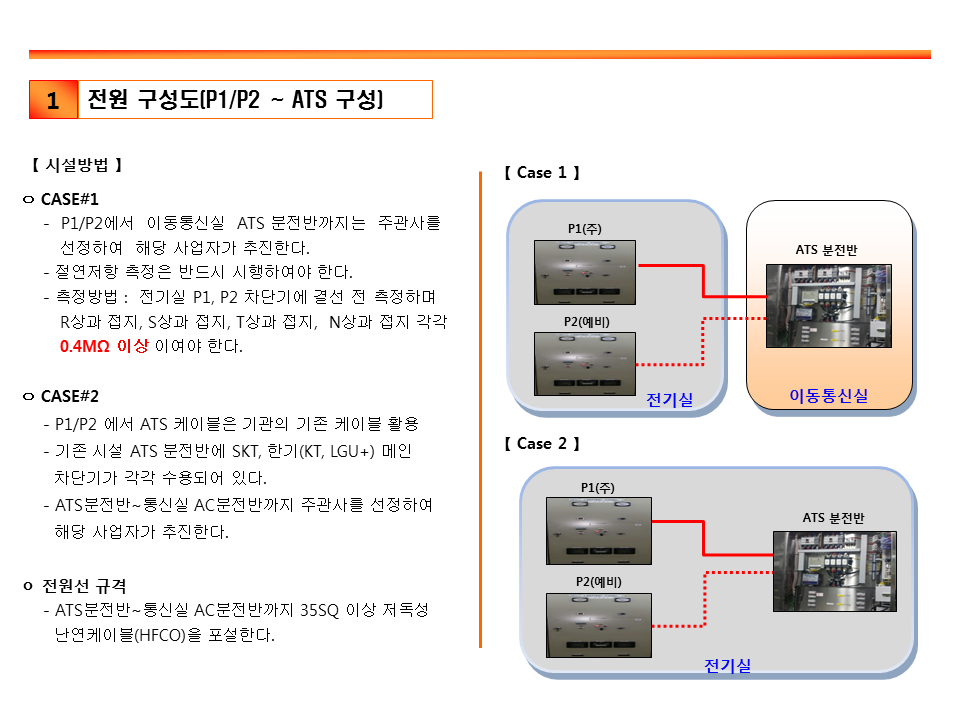 1
전원 구성도(P1/P2 ~ ATS 구성)
【 시설방법 】
ㅇ CASE#1
- P1/P2에서 이동통신실 ATS 분전반까지는 주관사를
선정하여 해당 사업자가 추진한다.
- 절연저항 측정은 반드시 시행하여야 한다.
- 측정방법 : 전기실 P1, P2 차단기에 결선 전 측정하며
R상과 접지, S상과 접지, T상과 접지, N상과 접지 각각
0.4MΩ 이상 이여야 한다.
ㅇ CASE#2
- P1/P2 에서 ATS 케이블은 기관의 기존 케이블 활용
- 기존 시설 ATS 분전반에 SKT, 한기(KT, LGU+) 메인
차단기가 각각 수용되어 있다.
- ATS분전반~통신실 AC분전반까지 주관사를 선정하여
해당 사업자가 추진한다.
ㅇ 전원선 규격
- ATS분전반~통신실 AC분전반까지 35SQ 이상 저독성
난연케이블(HFCO)을 포설한다.
【 Case 1 】
P1(주)
ATS 분전반
P2(예비)
전기실
이동통신실
【 Case 2 】
P1(주)
ATS 분전반
P2(예비)
전기실